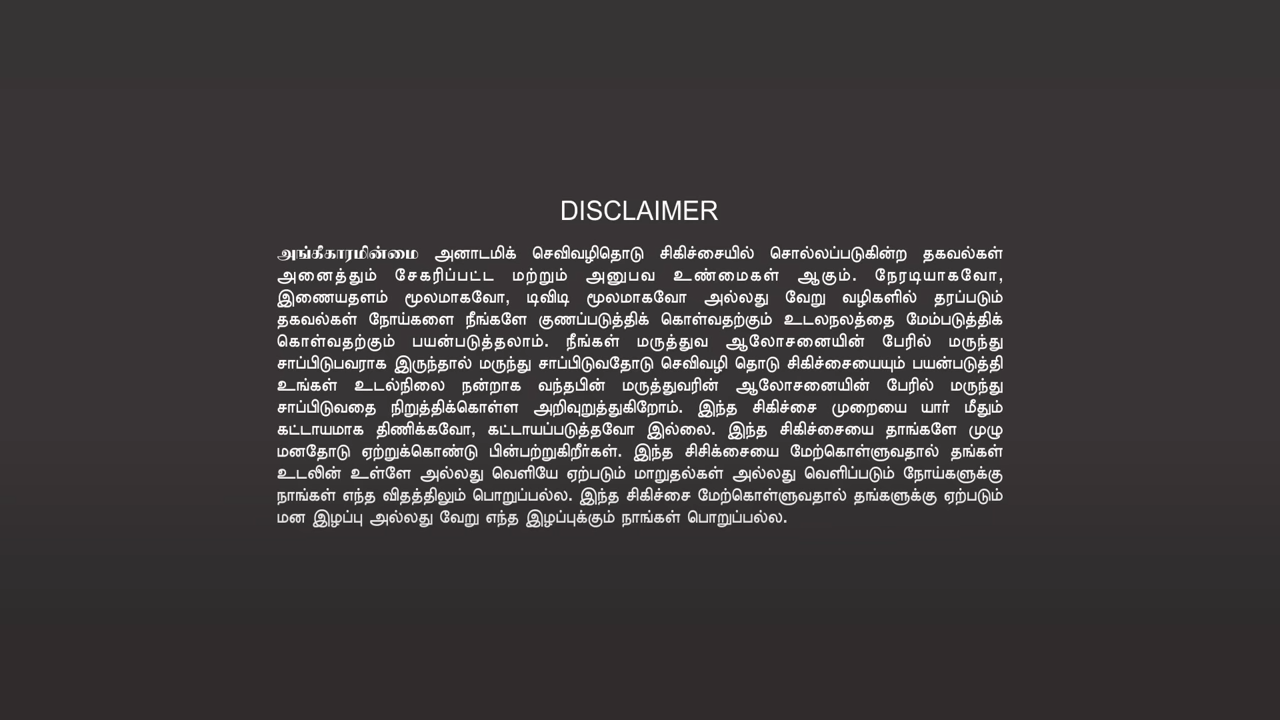 DISCLAIMER
அங்கீகாரமின்மை அனாடமிக் செவிவழிதொடு சிகிச்சையில் சொல்லப்படுகின்ற தகவல்கள்
அனைத்தும் சேகரிப்பட்ட மற்றும் அனுபவ உண்மைகள் ஆகும். நேரடியாகவோ,
இணையதளம் மூலமாகவோ, டிவிடி மூலமாகவோ அல்லது வேறு வழிகளில் தரப்படும்
தகவல்கள் நோய்களை நீங்களே குணப்படுத்திக் கொள்வதற்கும் உடலநலத்தை மேம்படுத்திக்
கொள்வதற்கும் பயன்படுத்தலாம். நீங்கள் மருத்துவ ஆலோசனையின் பேரில் மருந்து
சாப்பிடுபவராக இருந்தால் மருந்து சாப்பிடுவதோடு செவிவழி தொடு சிகிச்சையையும் பயன்படுத்தி
உங்கள் உடல்நிலை நன்றாக வந்தபின் மருத்துவரின் ஆலோசனையின் பேரில் மருந்து
சாப்பிடுவதை நிறுத்திக்கொள்ள அறிவுறுத்துகிறோம். இந்த சிகிச்சை முறையை யார் மீதும்
கட்டாயமாக திணிக்கவோ, கட்டாயப்படுத்தவோ இல்லை. இந்த சிகிச்சையை தாங்களே முழு
மனதோடு ஏற்றுக்கொண்டு பின்பற்றுகிறீர்கள். இந்த சிசிக்சையை மேற்கொள்ளுவதால் தங்கள்
உடலின் உள்ளே அல்லது வெளியே ஏற்படும் மாறுதல்கள் அல்லது வெளிப்படும் நோய்களுக்கு
நாங்கள் எந்த விதத்திலும் பொறுப்பல்ல. இந்த சிகிச்சை மேற்கொள்ளுவதால் தங்களுக்கு ஏற்படும்
மன இழப்பு அல்லது வேறு எந்த இழப்புக்கும் நாங்கள் பொறுப்பல்ல.